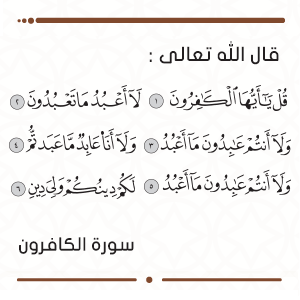 قال الله تعالى :
قُلْ يَٰٓأَيُّهَا ٱلْكَٰفِرُونَ ١ لَآ أَعْبُدُ مَا تَعْبُدُونَ ٢
وَلَآ أَنتُمْ عَٰبِدُونَ مَآ أَعْبُدُ ٣ وَلَآ أَنَا۠ عَابِدٌ مَّا عَبَدتُّمْ ٤
وَلَآ أَنتُمْ عَٰبِدُونَ مَآ أَعْبُدُ ٥ لَكُمْ دِينُكُمْ وَلِيَ دِينِ ٦
سورة الكافرون